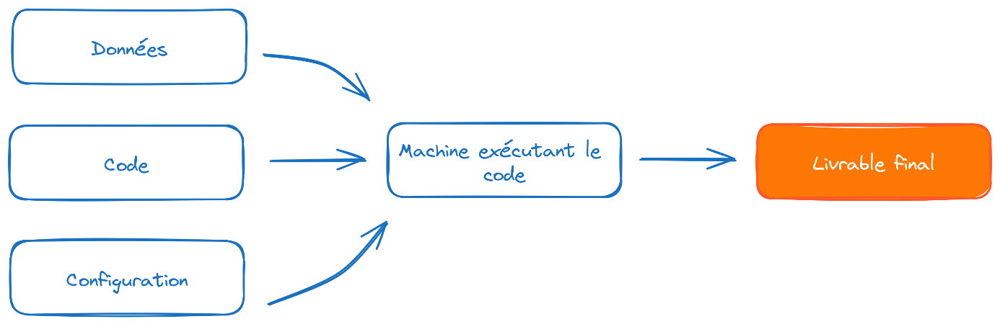 Données
Code
Machine exécutant le
code
Livrable final
Configuration